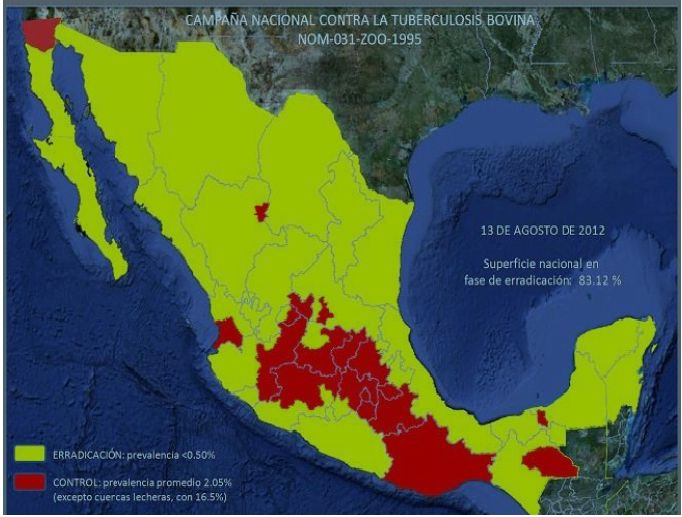 CAMPAÑA NACIONAL CONTRA LA TUBERCULOSIS BOVINA
NOM-031-ZOO-1995
13 DE AGOSTO DE 2012
Superficie nacional en
fase de erradicación: 83.12 %
ERRADICACIÓN: prevalencia <0.50%
CONTROL: prevalencia promedio 2.05%
(excepto cuercas lecheras, con 16.5%)